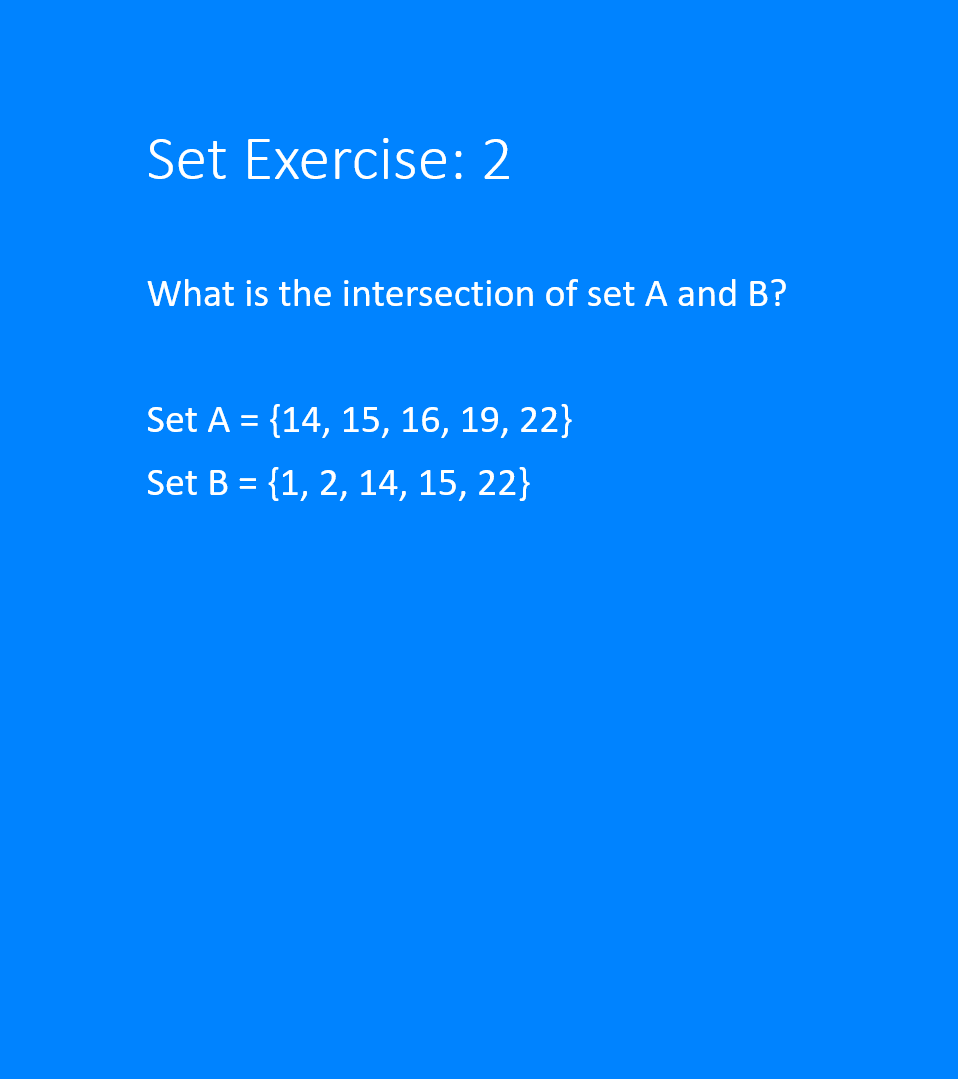 Set Exercise: 2
What is the intersection of set A and B?
Set A = {14, 15, 16, 19, 22}
Set B = {1, 2, 14, 15, 22}